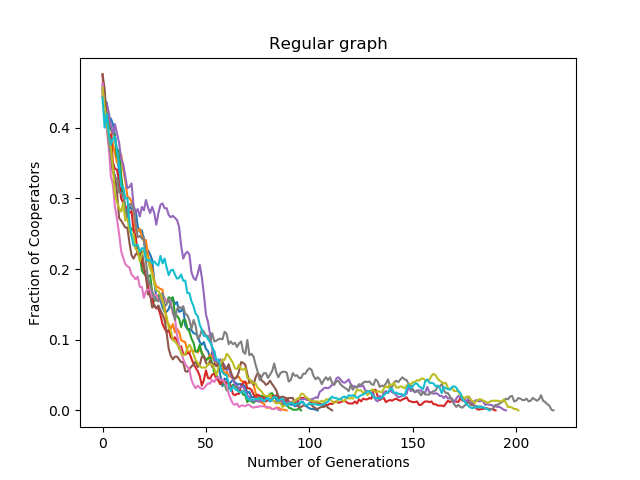 Regular graph
0.4
0.3
0.2
0.1
0.0
Fraction of Cooperators
0 50 100 150 200
Number of Generations